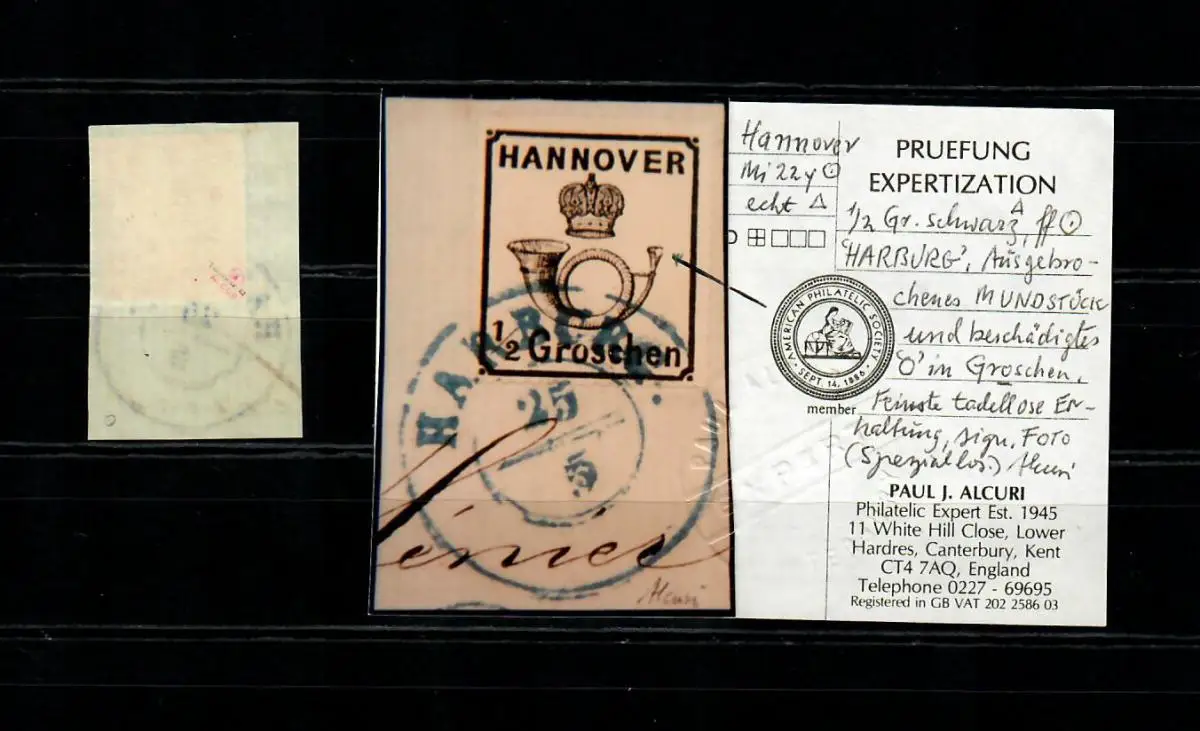 HANNOVER
1/2 Groschen
HARBURG.
25
5
Alcuri
Hannover
Mi 22y ⊙
echt △
PRUEFUNG
EXPERTIZATION
1/2 Gr. schwarz, ff ⊙
'HARBURG', Ausgebro-
chenes MUNDSTÜCK
und beschädigtes
'O' in Groschen.
AMERICAN PHILATELIC SOCIETY
SEPT. 14, 1886
member
Feinste tadellose Er-
haltung, sign. FOTO
(Speziallos.) Alcuri
PAUL J. ALCURI
Philatelic Expert Est. 1945
11 White Hill Close, Lower
Hardres, Canterbury, Kent
CT4 7AQ, England
Telephone 0227 - 69695
Registered in GB VAT 202 2586 03